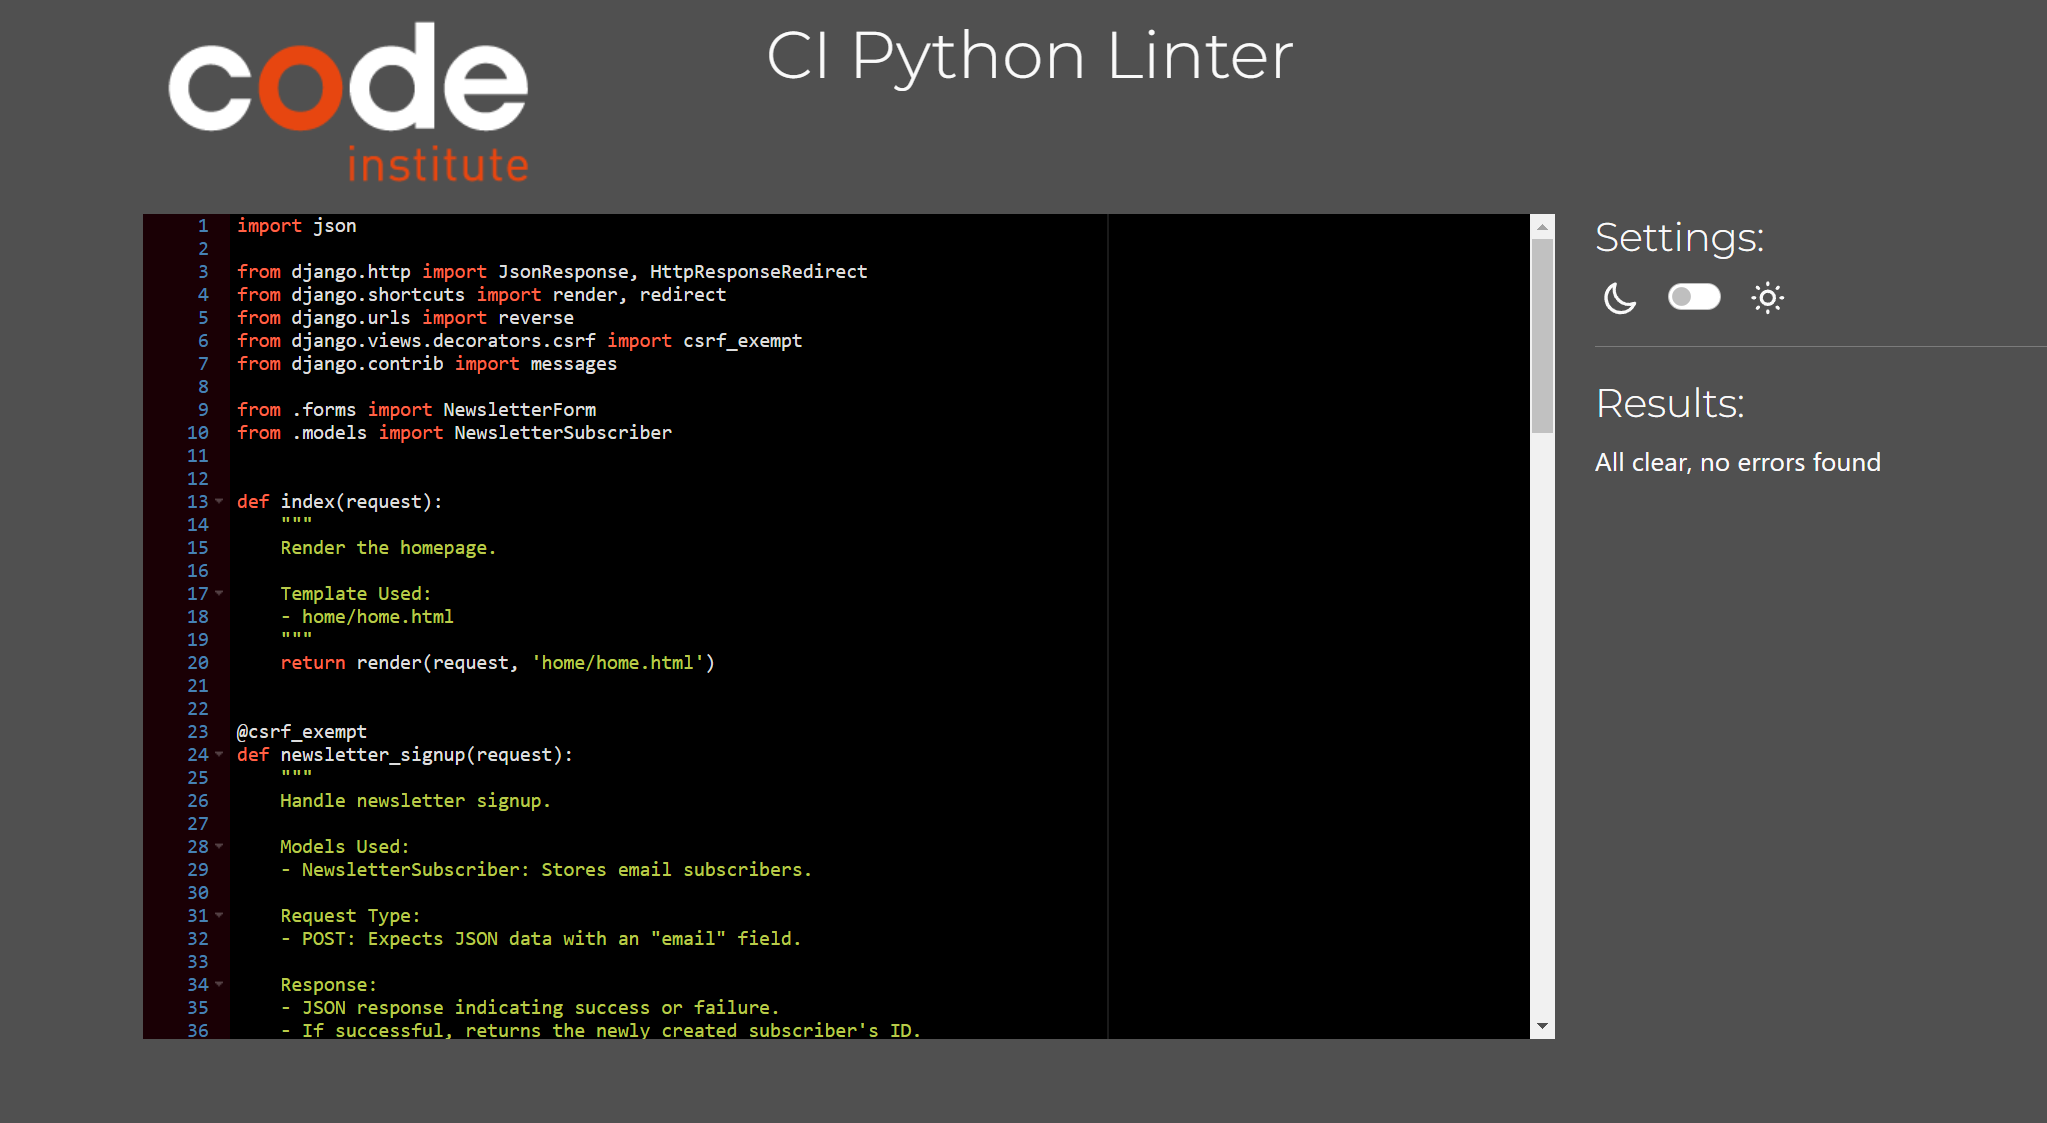 code
institute
CI Python Linter
1 import json
2
3 from django.http import JsonResponse, HttpResponseRedirect
4 from django.shortcuts import render, redirect
5 from django.urls import reverse
6 from django.views.decorators.csrf import csrf_exempt
7 from django.contrib import messages
8
9 from .forms import NewsletterForm
10 from .models import NewsletterSubscriber
11
12
13 def index(request):
14     """
15     Render the homepage.
16
17     Template Used:
18     - home/home.html
19     """
20     return render(request, 'home/home.html')
21
22
23 @csrf_exempt
24 def newsletter_signup(request):
25     """
26     Handle newsletter signup.
27
28     Models Used:
29     - NewsletterSubscriber: Stores email subscribers.
30
31     Request Type:
32     - POST: Expects JSON data with an "email" field.
33
34     Response:
35     - JSON response indicating success or failure.
36     - If successful, returns the newly created subscriber's ID.
Settings:
Results:
All clear, no errors found